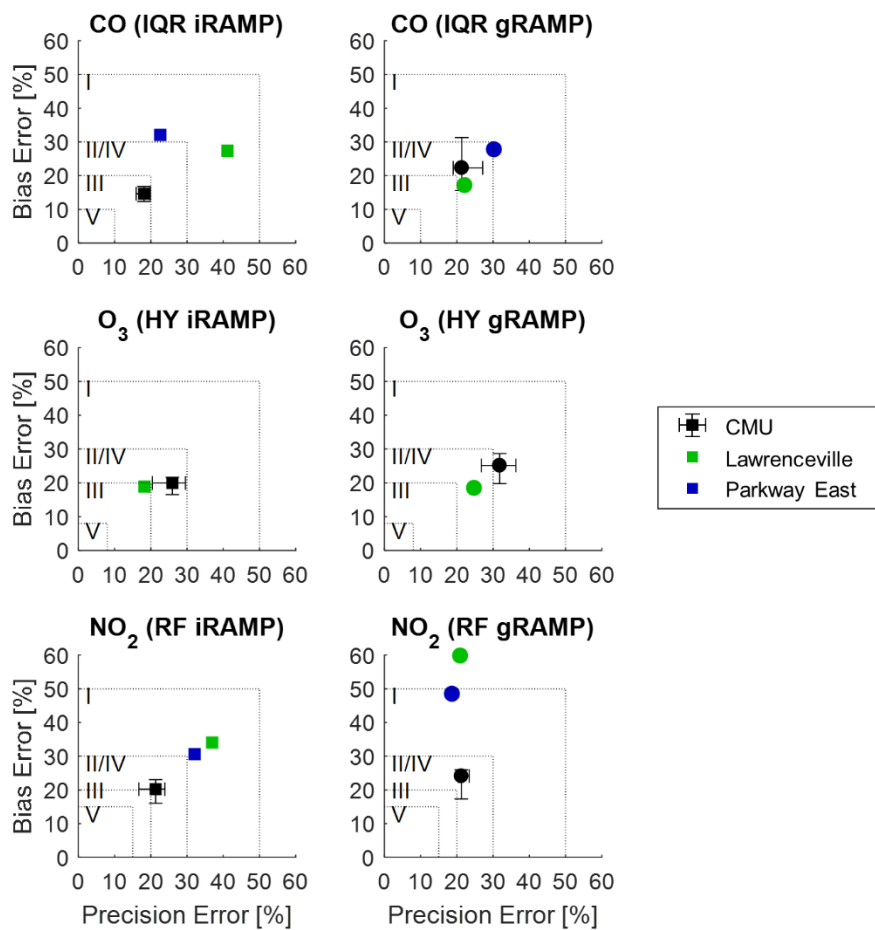 CO (IQR iRAMP)
CO (IQR gRAMP)
Bias Error [%]
60
50
40
30
20
10
0
I
II/IV
III
V
0 10 20 30 40 50 60
60
50
40
30
20
10
0
I
II/IV
III
V
0 10 20 30 40 50 60
O3 (HY iRAMP)
O3 (HY gRAMP)
Bias Error [%]
60
50
40
30
20
10
0
I
II/IV
III
V
0 10 20 30 40 50 60
60
50
40
30
20
10
0
I
II/IV
III
V
0 10 20 30 40 50 60
CMU
Lawrenceville
Parkway East
NO2 (RF iRAMP)
NO2 (RF gRAMP)
Bias Error [%]
60
50
40
30
20
10
0
I
II/IV
III
V
0 10 20 30 40 50 60
Precision Error [%]
60
50
40
30
20
10
0
I
II/IV
III
V
0 10 20 30 40 50 60
Precision Error [%]